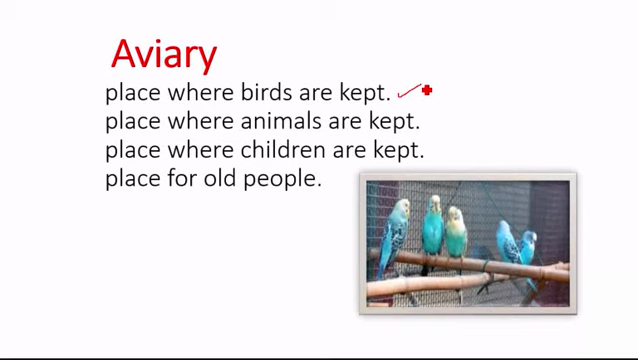 Aviary
place where birds are kept.
place where animals are kept.
place where children are kept.
place for old people.